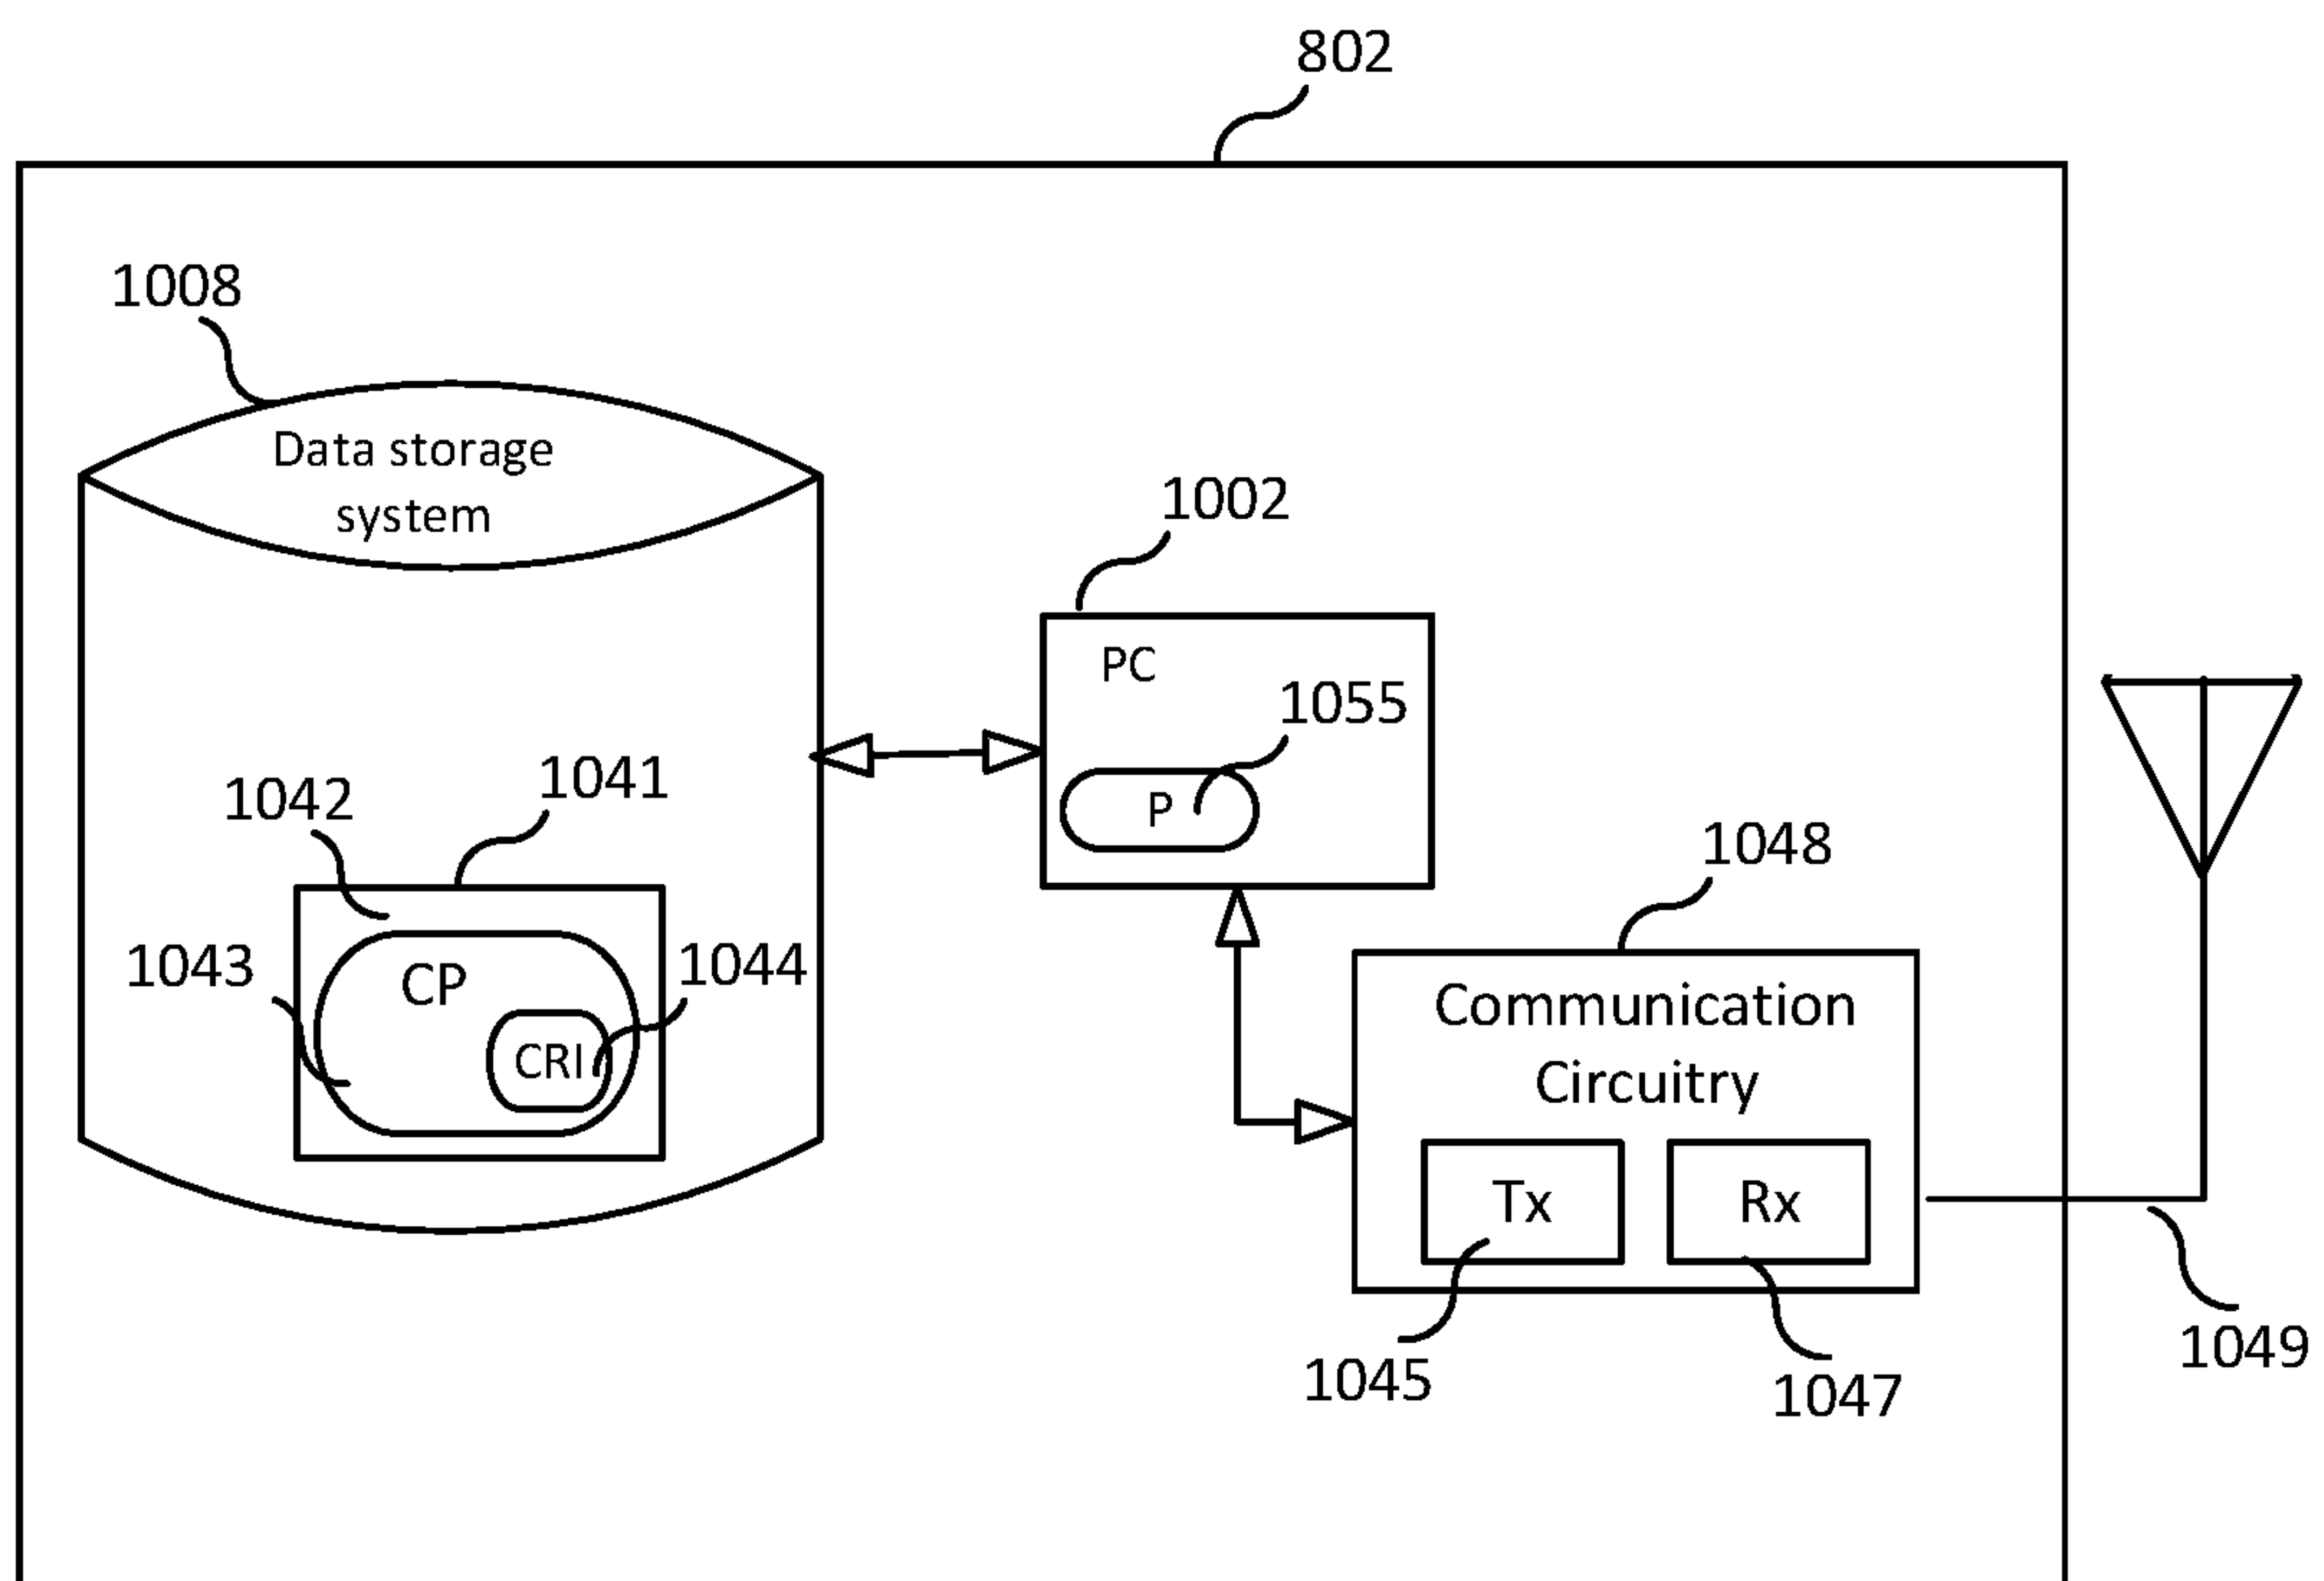 802
1008
Data storage
system
1002
PC
1055
P
1042
1041
1048
1043
CP
1044
CRI
Communication
Circuitry
Tx
Rx
1045
1047
1049